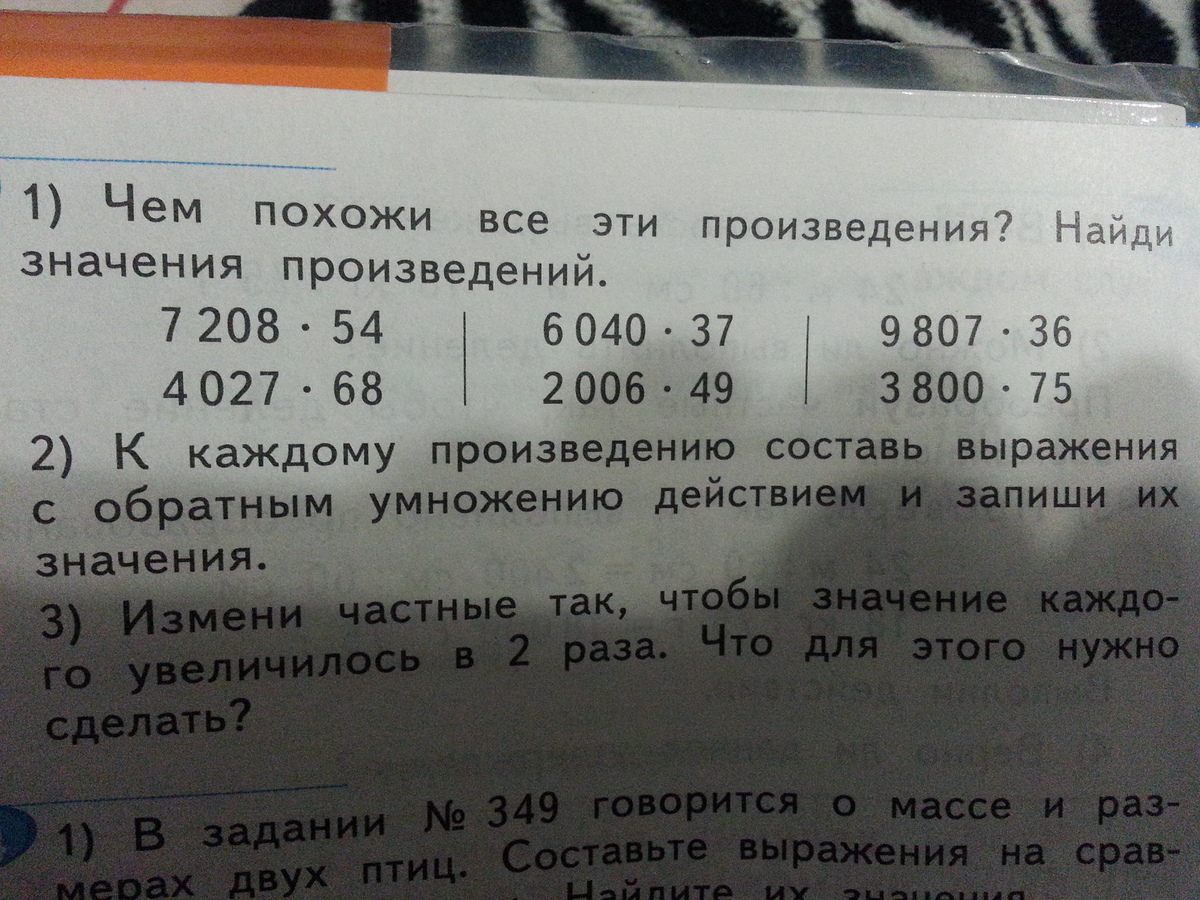 1) Чем похожи все эти произведения? Найди
значения произведений.
7 208 · 54 | 6 040 · 37 | 9 807 · 36
4 027 · 68 | 2 006 · 49 | 3 800 · 75
2) К каждому произведению составь выражения
с обратным умножению действием и запиши их
значения.
3) Измени частные так, чтобы значение каждо-
го увеличилось в 2 раза. Что для этого нужно
сделать?
1) В задании № 349 говорится о массе и раз-
мерах двух птиц. Составьте выражения на срав-
Найдите их значения